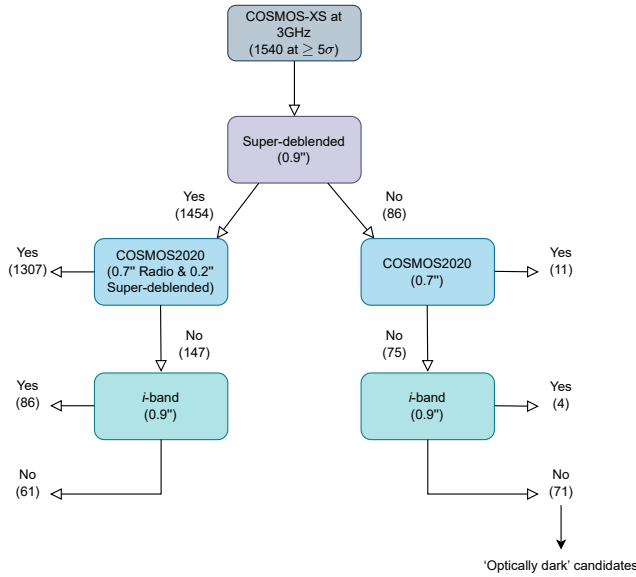 COSMOS-XS at
3GHz
(1540 at ≥ 5σ)
Super-deblended
(0.9")
Yes
(1454)
No
(86)
Yes
(1307)
COSMOS2020
(0.7" Radio & 0.2"
Super-deblended)
COSMOS2020
(0.7")
Yes
(11)
No
(147)
No
(75)
Yes
(86)
i-band
(0.9")
i-band
(0.9")
Yes
(4)
No
(61)
No
(71)
'Optically dark' candidates